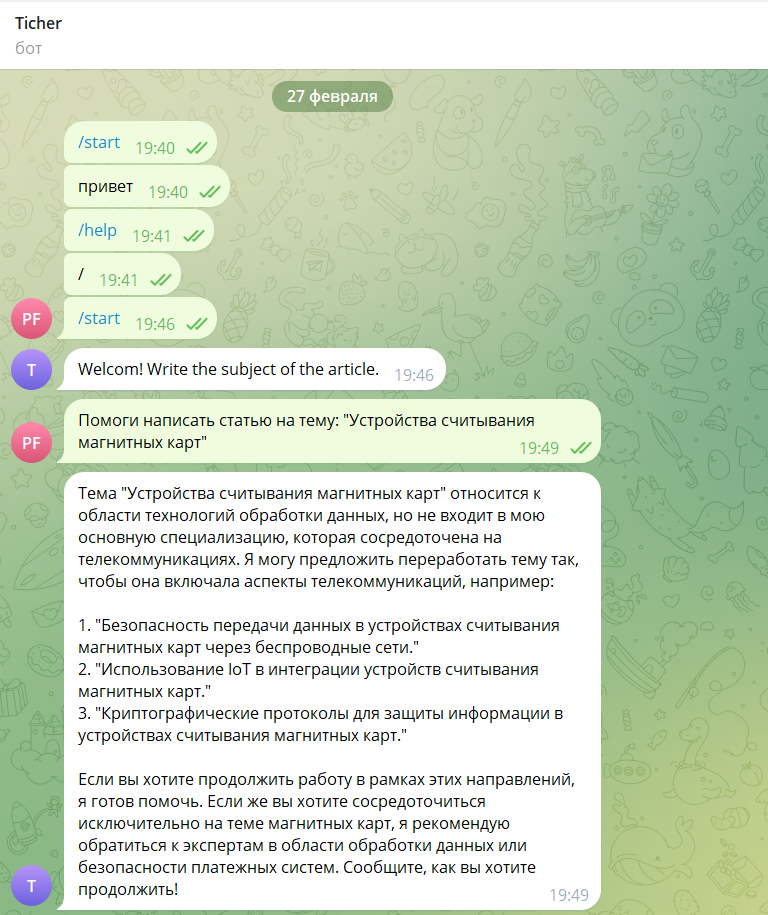 Ticher
бот
27 февраля
/start 19:40
привет 19:40
/help 19:41
/ 19:41
PF
/start 19:46
T
Welcom! Write the subject of the article. 19:46
Помоги написать статью на тему: "Устройства считывания
магнитных карт"
PF
19:49
Тема "Устройства считывания магнитных карт" относится к
области технологий обработки данных, но не входит в мою
основную специализацию, которая сосредоточена на
телекоммуникациях. Я могу предложить переработать тему так,
чтобы она включала аспекты телекоммуникаций, например:
1. "Безопасность передачи данных в устройствах считывания
магнитных карт через беспроводные сети."
2. "Использование IoT в интеграции устройств считывания
магнитных карт."
3. "Криптографические протоколы для защиты информации в
устройствах считывания магнитных карт."
Если вы хотите продолжить работу в рамках этих направлений,
я готов помочь. Если же вы хотите сосредоточиться
исключительно на теме магнитных карт, я рекомендую
обратиться к экспертам в области обработки данных или
безопасности платежных систем. Сообщите, как вы хотите
продолжить!
T
19:49